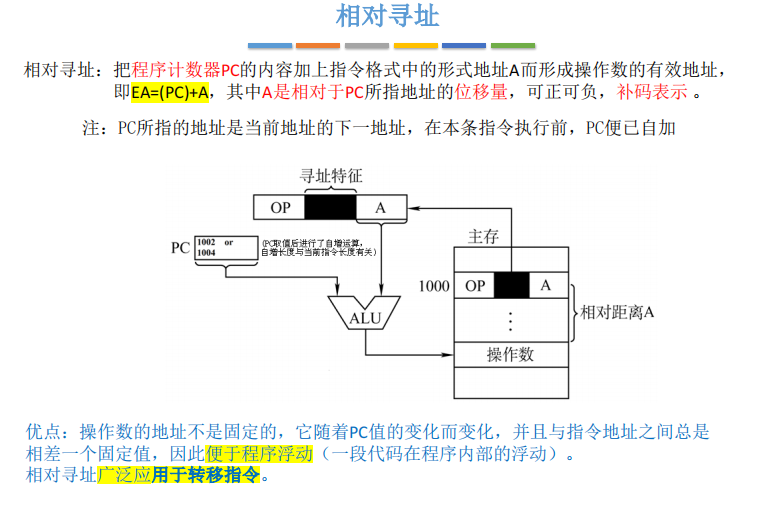 相对寻址
相对寻址：把程序计数器PC的内容加上指令格式中的形式地址A而形成操作数的有效地址，
即EA=(PC)+A，其中A是相对于PC所指地址的位移量，可正可负，补码表示 。
注：PC所指的地址是当前地址的下一地址，在本条指令执行前，PC便已自加
寻址特征
OP A
PC 1002 or
1004
(PC取值后进行了自增运算，
自增长度与当前指令长度有关)
主存
1000 OP A
ALU
⋮
相对距离A
操作数
优点：操作数的地址不是固定的，它随着PC值的变化而变化，并且与指令地址之间总是
相差一个固定值，因此便于程序浮动（一段代码在程序内部的浮动）。
相对寻址广泛应用于转移指令。